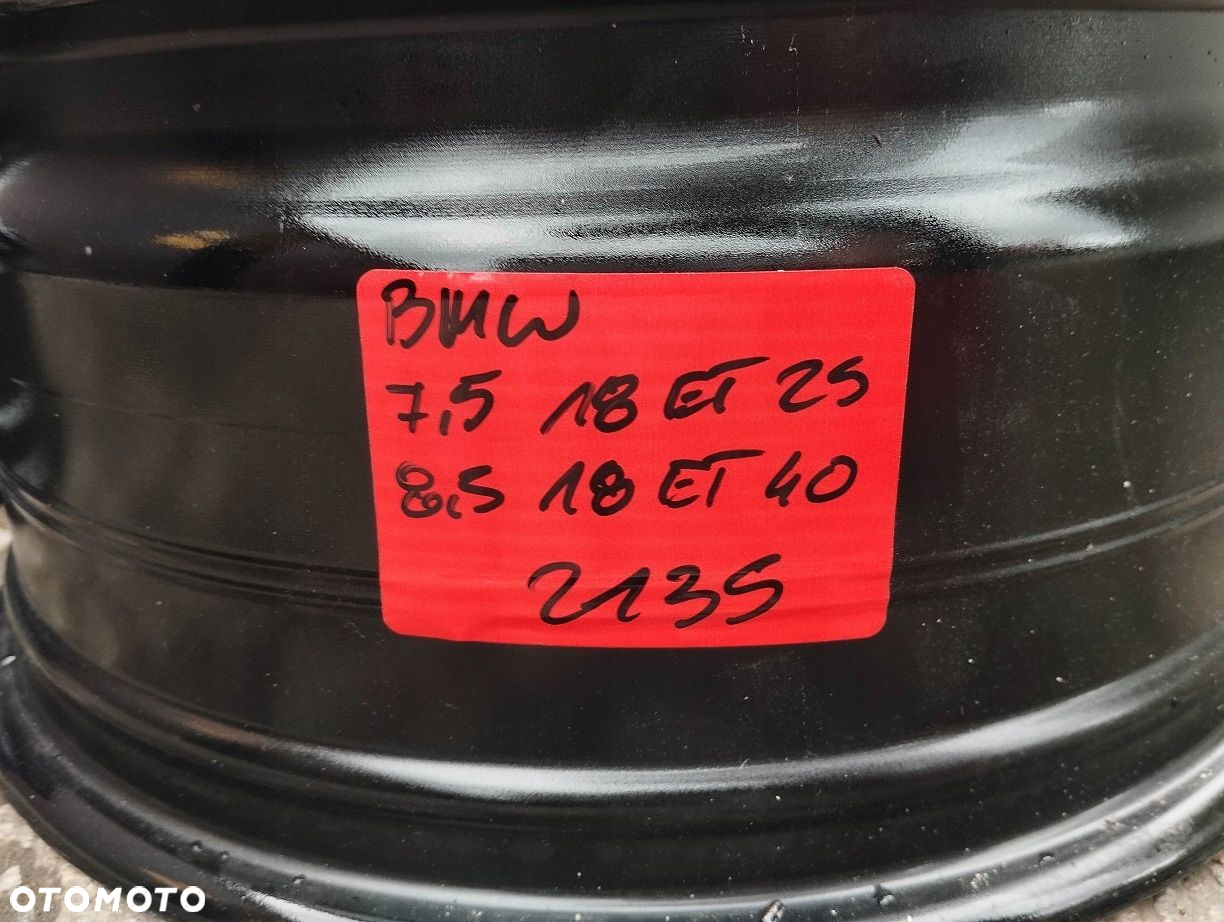 BMW
7,5 18 ET 25
8,5 18 ET 40
2135
OTOMOTO